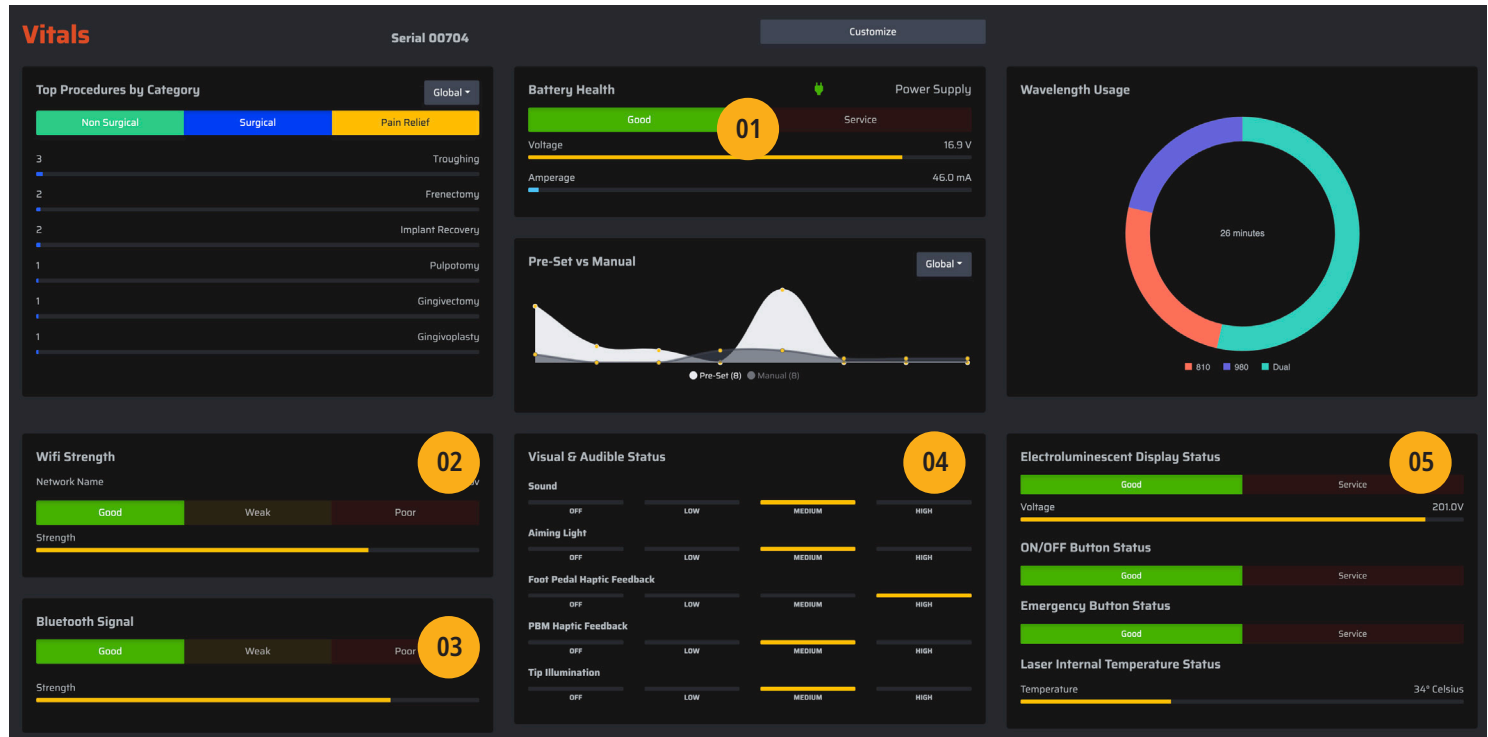 Vitals
Serial 00704
Customize
Top Procedures by Category
Global
Non Surgical
Surgical
Pain Relief
3 Troughing
2 Frenectomy
2 Implant Recovery
1 Pulpotomy
1 Gingivectomy
1 Gingivoplasty
Battery Health
Power Supply
Good
Service
01
Voltage 16.9 V
Amperage 46.0 mA
Pre-Set vs Manual
Global
Pre-Set (8) Manual (8)
Wavelength Usage
26 minutes
810 980 Dual
Wifi Strength
02
Network Name
Good
Weak
Poor
Strength
Bluetooth Signal
03
Good
Weak
Poor
Strength
Visual & Audible Status
04
Sound
OFF LOW MEDIUM HIGH
Aiming Light
OFF LOW MEDIUM HIGH
Foot Pedal Haptic Feedback
OFF LOW MEDIUM HIGH
PBM Haptic Feedback
OFF LOW MEDIUM HIGH
Tip Illumination
OFF LOW MEDIUM HIGH
Electroluminescent Display Status
05
Good
Service
Voltage 201.0V
ON/OFF Button Status
Good
Service
Emergency Button Status
Good
Service
Laser Internal Temperature Status
Temperature 34° Celsius